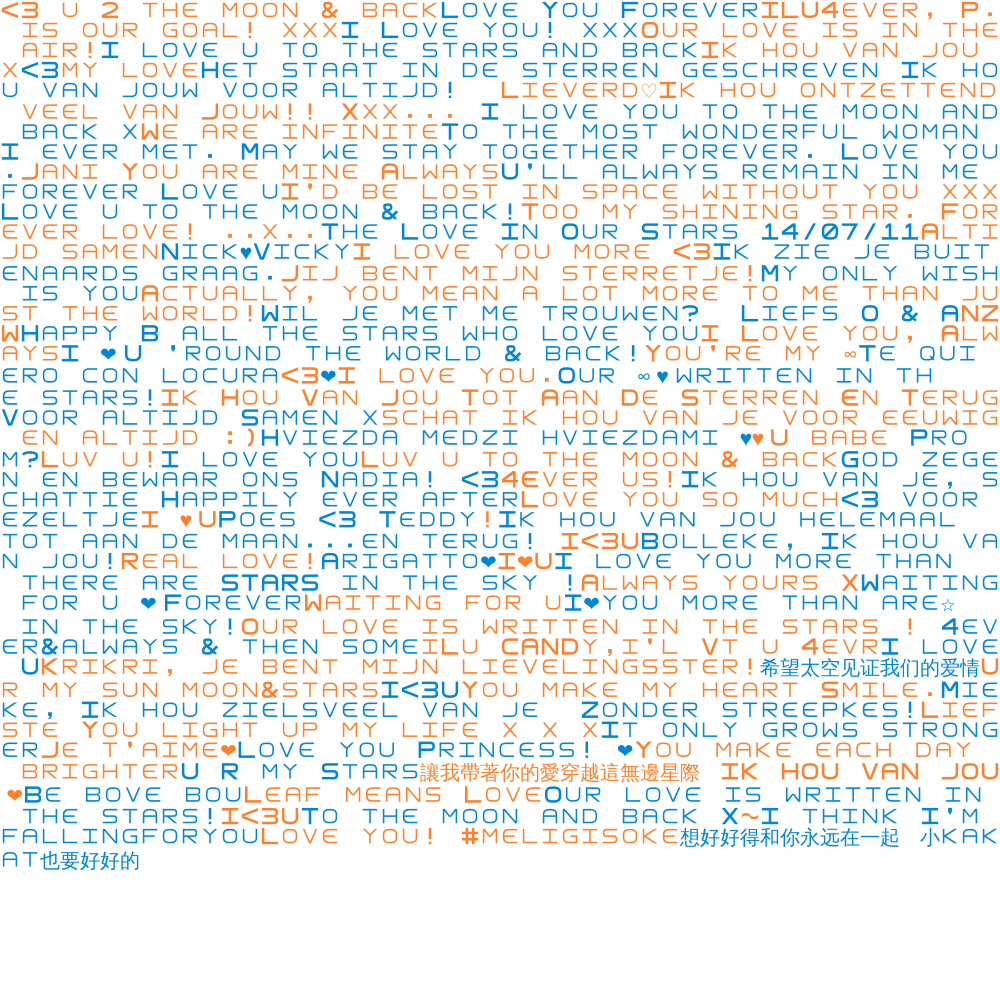 <3 U 2 THE MOON & BACKLOVE YOU FOREVERILU4EVER, P.
IS OUR GOAL! XXXI LOVE YOU! XXXOUR LOVE IS IN THE
AIR!I LOVE U TO THE STARS AND BACKIK HOU VAN JOU
X<3MY LOVEHET STAAT IN DE STERREN GESCHREVEN IK HO
U VAN JOUW VOOR ALTIJD!  LIEVERD♡IK HOU ONTZETTEND
VEEL VAN JOUW!! XXX... I LOVE YOU TO THE MOON AND
BACK XWE ARE INFINITETO THE MOST WONDERFUL WOMAN
I EVER MET. MAY WE STAY TOGETHER FOREVER. LOVE YOU
.JANI YOU ARE MINE ALWAYSU'LL ALWAYS REMAIN IN ME
FOREVER LOVE UI'D BE LOST IN SPACE WITHOUT YOU XXX
LOVE U TO THE MOON & BACK!TOO MY SHINING STAR. FOR
EVER LOVE! ..X..THE LOVE IN OUR STARS 14/07/11ALTI
JD SAMENNICK♥VICKYI LOVE YOU MORE <3IK ZIE JE BUIT
ENAARDS GRAAG.JIJ BENT MIJN STERRETJE!MY ONLY WISH
IS YOUACTUALLY, YOU MEAN A LOT MORE TO ME THAN JU
ST THE WORLD!WIL JE MET ME TROUWEN?  LIEFS O & ANZ
WHAPPY B ALL THE STARS WHO LOVE YOUI LOVE YOU, ALW
AYSI ❤U 'ROUND THE WORLD & BACK!YOU'RE MY ∞TE QUI
ERO CON LOCURA<3❤I LOVE YOU.OUR ∞♥WRITTEN IN TH
E STARS!IK HOU VAN JOU TOT AAN DE STERREN EN TERUG
VOOR ALTIJD SAMEN XSCHAT IK HOU VAN JE VOOR EEUWIG
EN ALTIJD :)HVIEZDA MEDZI HVIEZDAMI ♥♥U BABE PRO
M?LUV U!I LOVE YOULUV U TO THE MOON & BACKGOD ZEGE
N EN BEWAAR ONS NADIA! <34EVER US!IK HOU VAN JE, S
CHATTIE HAPPILY EVER AFTERLOVE YOU SO MUCH<3 VOOR
EZELTJEI ♥UPOES <3 TEDDY!IK HOU VAN JOU HELEMAAL
TOT AAN DE MAAN...EN TERUG! I<3UBOLLEKE, IK HOU VA
N JOU!REAL LOVE!ARIGATTO❤I❤UI LOVE YOU MORE THAN
THERE ARE STARS IN THE SKY !ALWAYS YOURS XWAITING
FOR U ❤FOREVERWAITING FOR UI❤YOU MORE THAN ARE☆
IN THE SKY!OUR LOVE IS WRITTEN IN THE STARS ! 4EV
ER&ALWAYS & THEN SOMEILU CANDY,I'L VT U 4EVRI LOVE
UKRIKRI, JE BENT MIJN LIEVELINGSSTER!希望太空见证我们的爱情U
R MY SUN MOON&STARSI<3UYOU MAKE MY HEART SMILE.MIE
KE, IK HOU ZIELSVEEL VAN JE  ZONDER STREEPKES!LIEF
STE YOU LIGHT UP MY LIFE X X XIT ONLY GROWS STRONG
ERJE T'AIME❤LOVE YOU PRINCESS! ❤YOU MAKE EACH DAY
BRIGHTERU R MY STARS讓我帶著你的愛穿越這無邊星際 IK HOU VAN JOU
❤BE BOVE BOULEAF MEANS LOVEOUR LOVE IS WRITTEN IN
THE STARS!I<3UTO THE MOON AND BACK X~I THINK I'M
FALLINGFORYOULOVE YOU! #MELIGISOKE想好好得和你永远在一起 小KAK
AT也要好好的